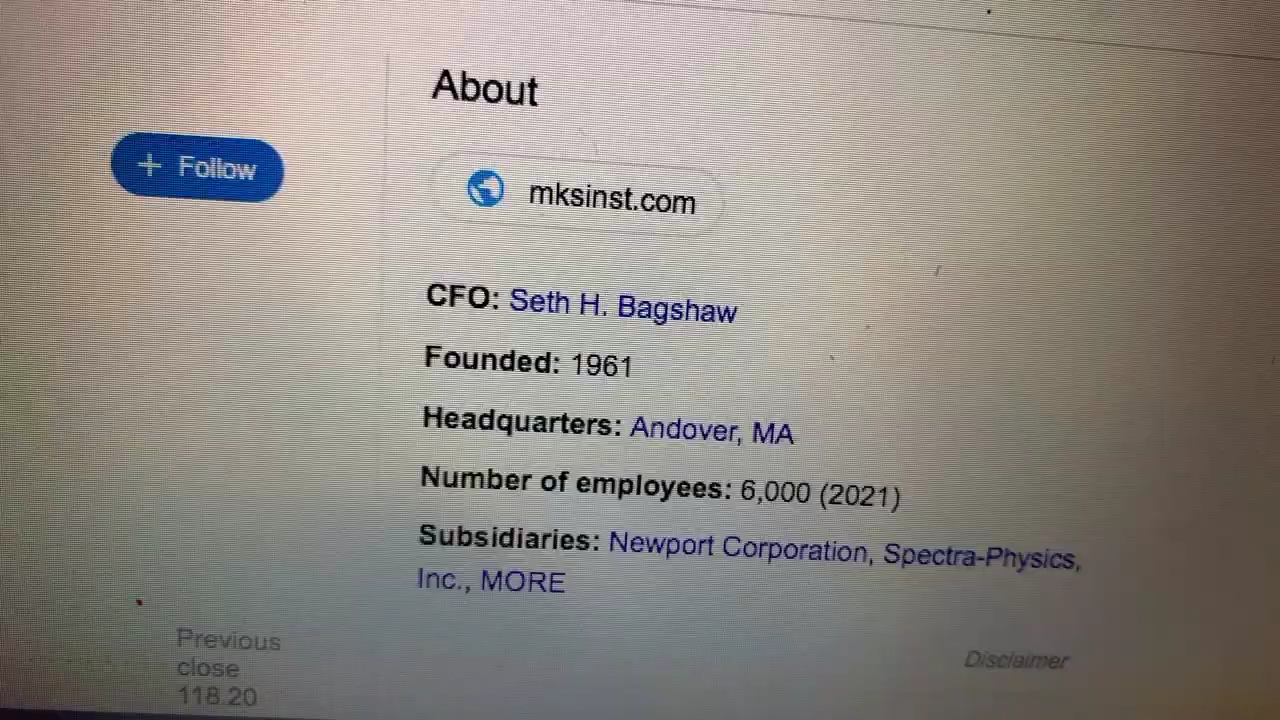 About
+ Follow
mksinst.com
CFO: Seth H. Bagshaw
Founded: 1961
Headquarters: Andover, MA
Number of employees: 6,000 (2021)
Subsidiaries: Newport Corporation, Spectra-Physics,
Inc., MORE
Previous
close
118.20
Disclaimer